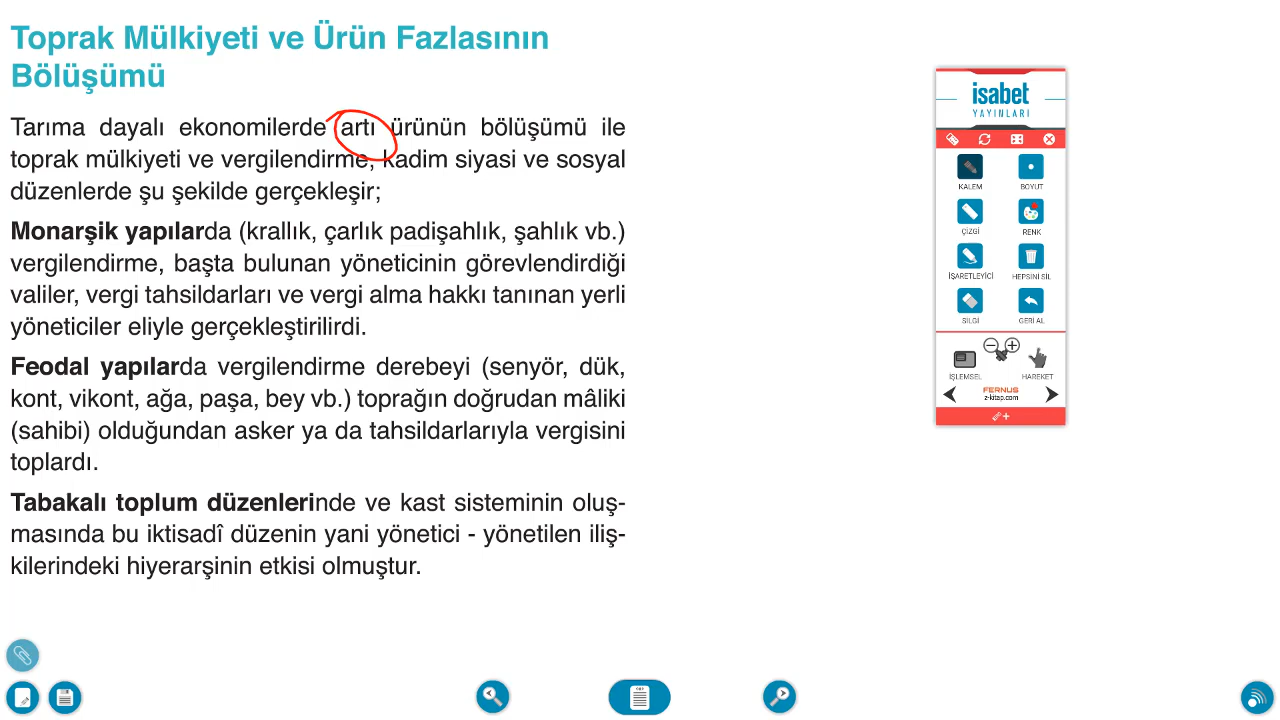 Toprak Mülkiyeti ve Ürün Fazlasının
Bölüşümü
Tarıma dayalı ekonomilerde artı ürünün bölüşümü ile
toprak mülkiyeti ve vergilendirme, kadim siyasi ve sosyal
düzenlerde şu şekilde gerçekleşir;
Monarşik yapılarda (krallık, çarlık padişahlık, şahlık vb.)
vergilendirme, başta bulunan yöneticinin görevlendirdiği
valiler, vergi tahsildarları ve vergi alma hakkı tanınan yerli
yöneticiler eliyle gerçekleştirilirdi.
Feodal yapılarda vergilendirme derebeyi (senyör, dük,
kont, vikont, ağa, paşa, bey vb.) toprağın doğrudan mâliki
(sahibi) olduğundan asker ya da tahsildarlarıyla vergisini
toplardı.
Tabakalı toplum düzenlerinde ve kast sisteminin oluş-
masında bu iktisadî düzenin yani yönetici - yönetilen iliş-
kilerindeki hiyerarşinin etkisi olmuştur.
isabet
YAYINLARI
KALEM BOYUT
ÇİZGİ RENK
İŞARETLEYİCİ HEPSİNİ SİL
SİLGİ GERİ AL
İŞLEMSEL HAREKET
FERNUS
z-kitap.com